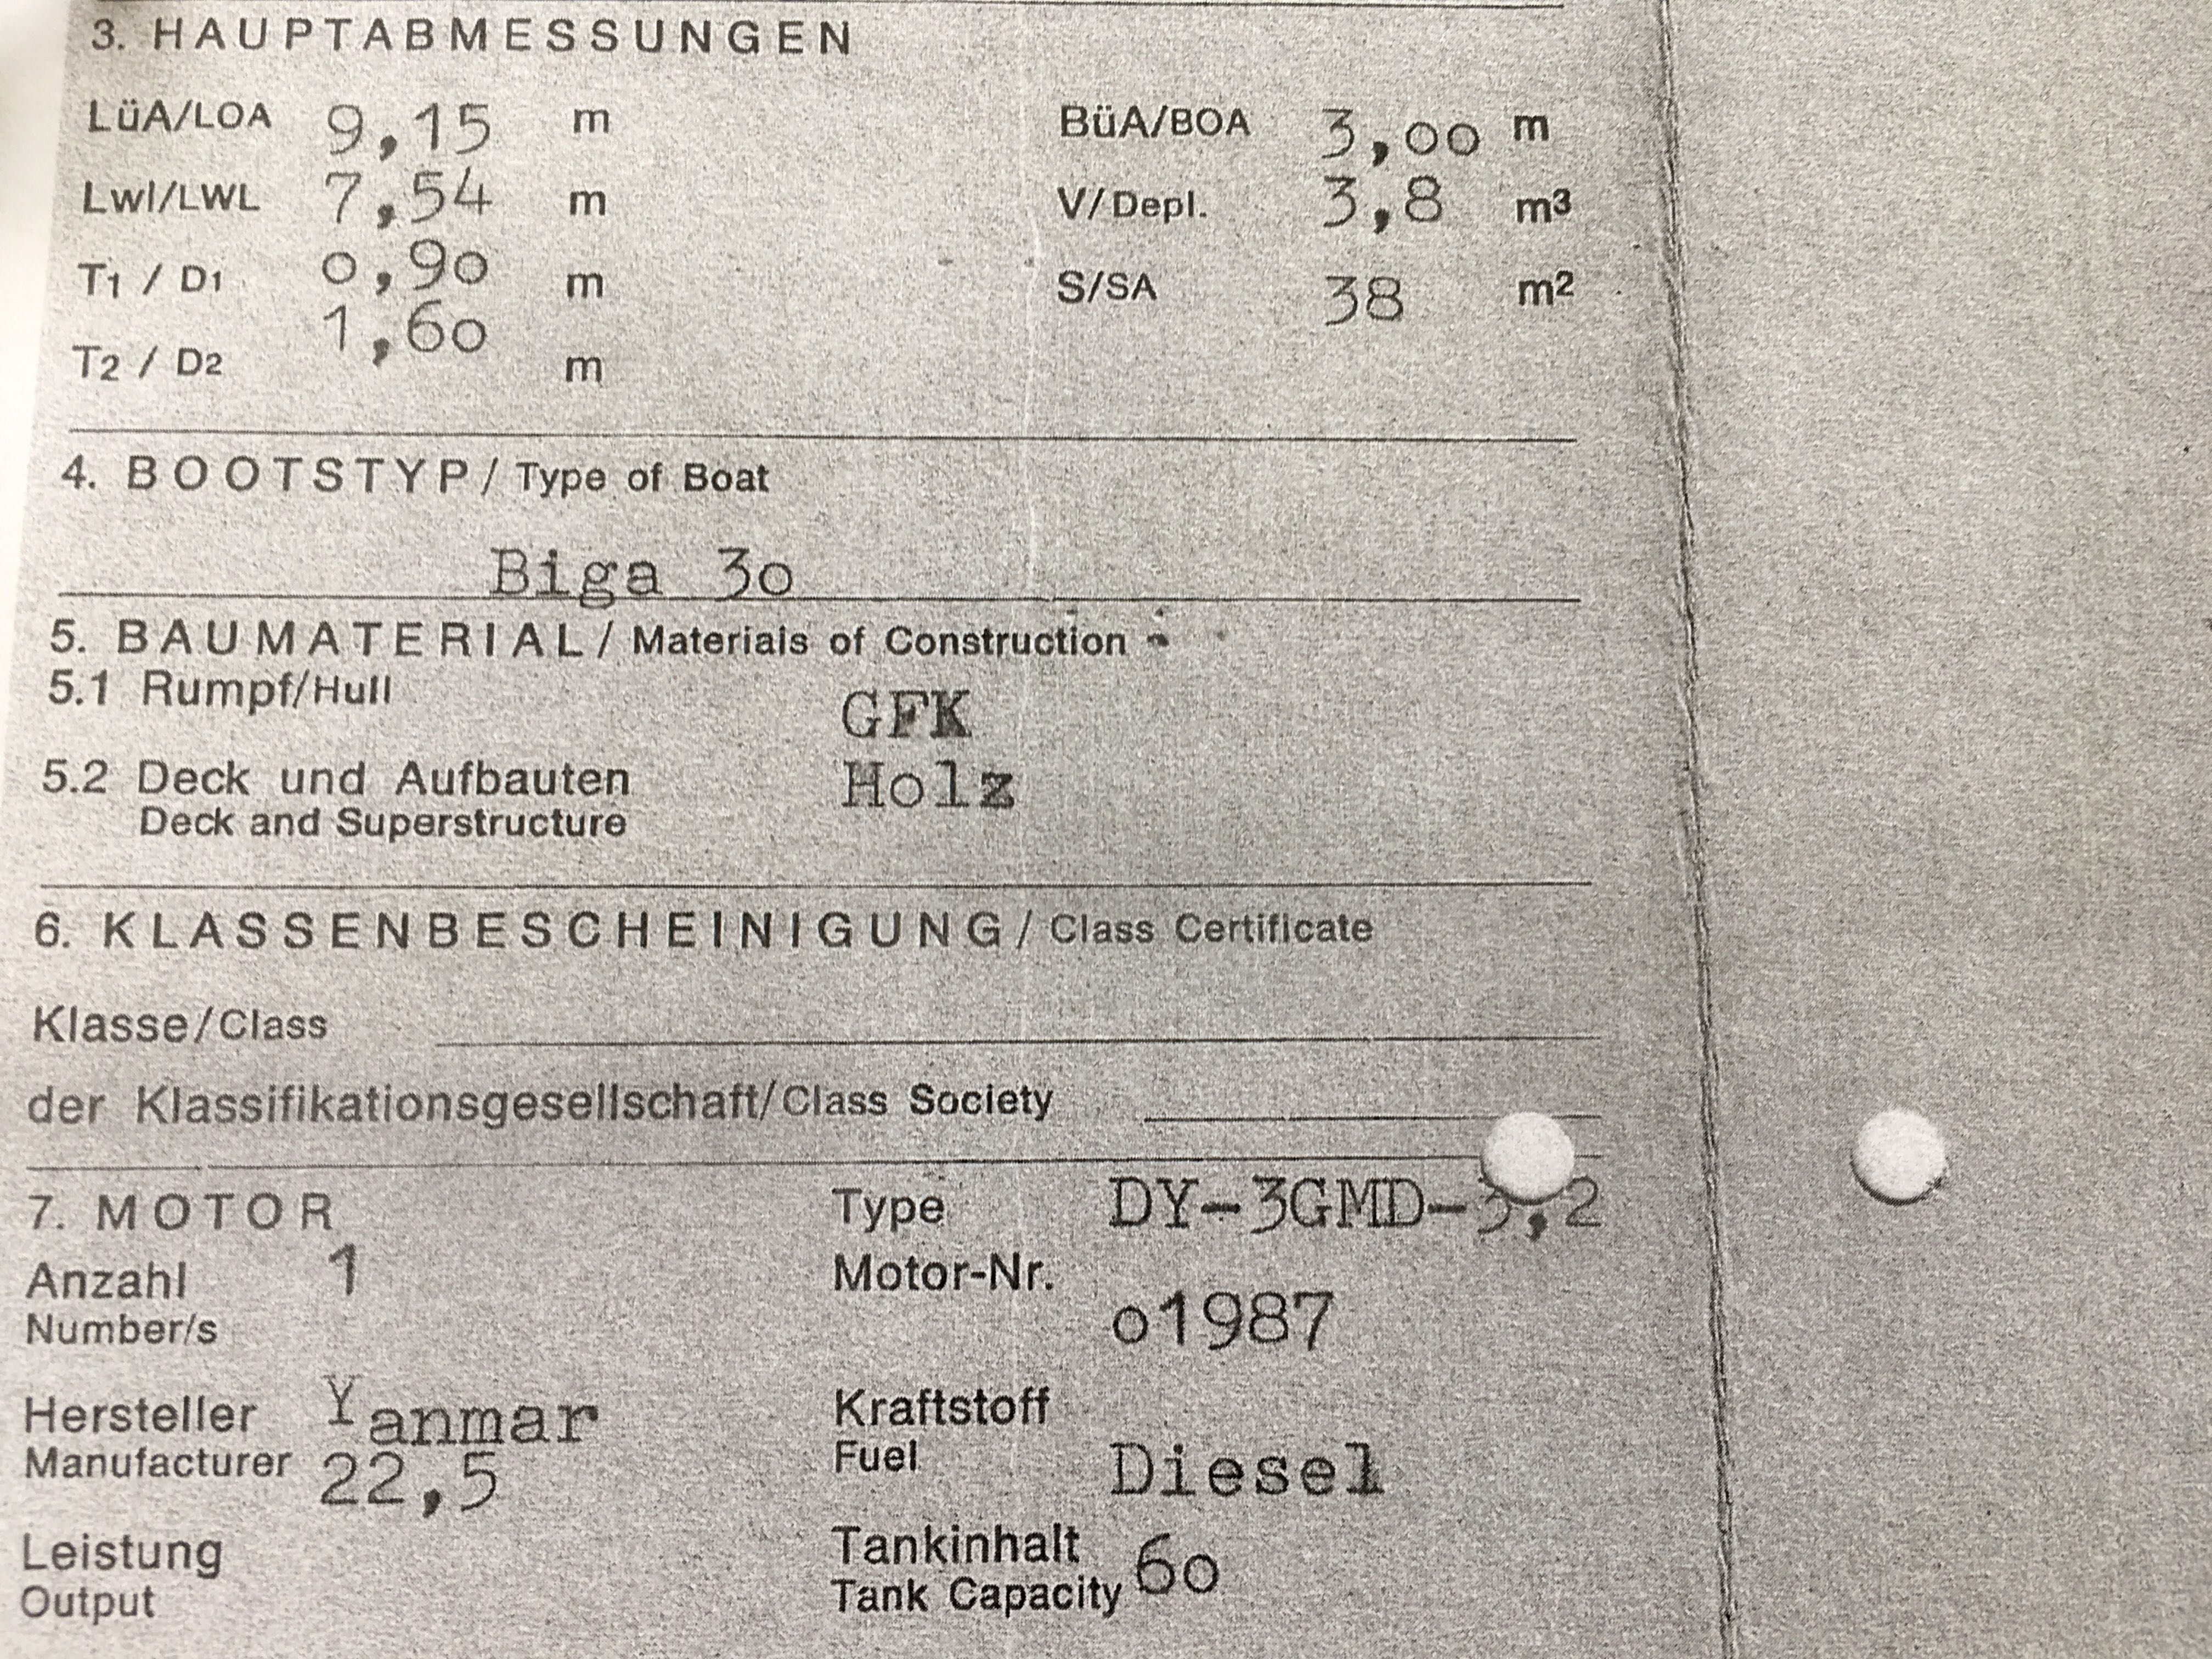 3. HAUPTABMESSUNGEN
LüA/LOA 9,15 m BüA/BOA 3,00 m
Lwl/LWL 7,54 m V/Depl. 3,8 m³
T1 / D1 0,90 m S/SA 38 m²
T2 / D2 1,60 m
4. BOOTSTYP/ Type of Boat
Biga 30
5. BAUMATERIAL/ Materials of Construction
5.1 Rumpf/Hull GFK
5.2 Deck und Aufbauten Holz
Deck and Superstructure
6. KLASSENBESCHEINIGUNG/ Class Certificate
Klasse/Class
der Klassifikationsgesellschaft/Class Society
7. MOTOR Type DY-3GMD-3,2
Anzahl 1 Motor-Nr. 01987
Number/s
Hersteller Yanmar Kraftstoff Diesel
Manufacturer Fuel
Leistung 22,5 Tankinhalt 60
Output Tank Capacity